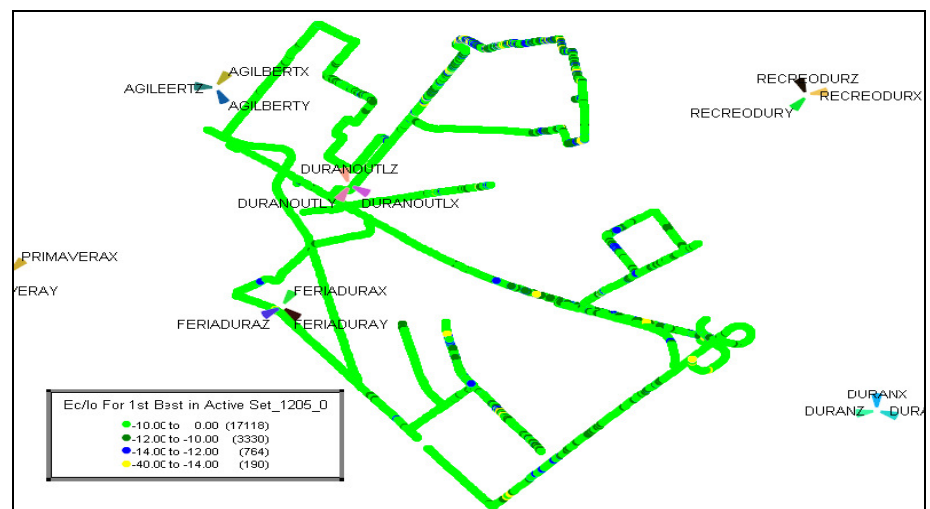 AGILBERTX
AGILEERTZ
AGILBERTY
RECREODURZ
RECREODURX
RECREODURY
DURANOUTLZ
DURANOUTLY
DURANOUTLX
PRIMAVERAX
VERAY
FERIADURAX
FERIADURAZ
FERIADURAY
DURANX
DURANZ
DURA
Ec/Io For 1st Best in Active Set_1205_0
-10.00 to 0.00 (17118)
-12.00 to -10.00 (3330)
-14.00 to -12.00 (764)
-40.00 to -14.00 (190)